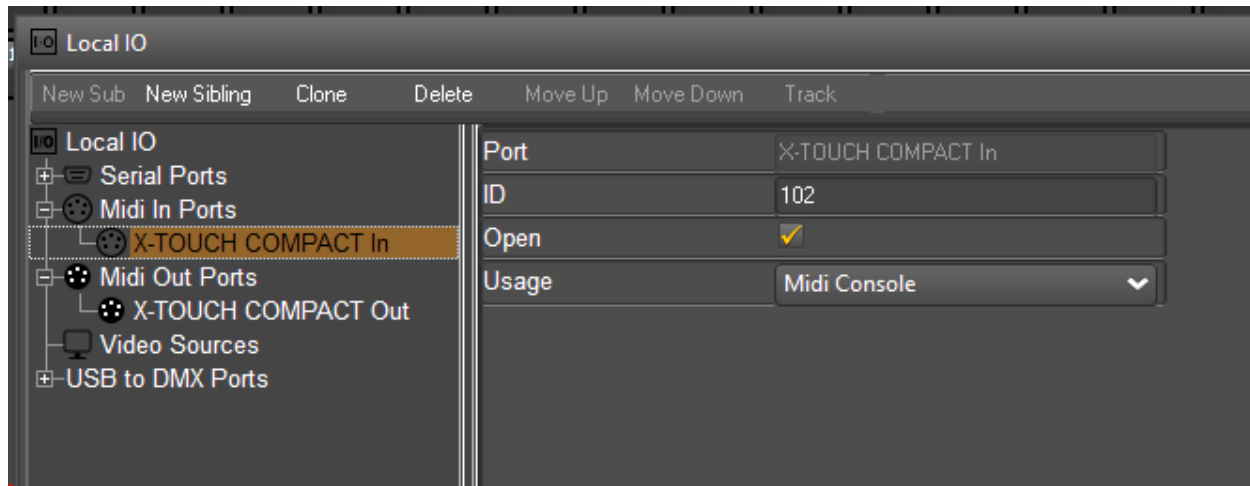 Local IO
New Sub New Sibling Clone Delete Move Up Move Down Track
Local IO
Serial Ports
Midi In Ports
X-TOUCH COMPACT In
Midi Out Ports
X-TOUCH COMPACT Out
Video Sources
USB to DMX Ports
Port X-TOUCH COMPACT In
ID 102
Open
Usage Midi Console